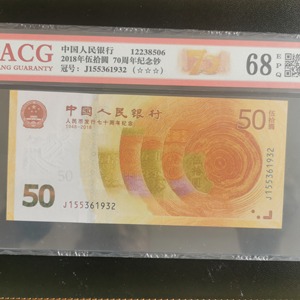 ACG
NG GUARANTY
中国人民银行 12238506
2018年伍拾圆 70周年纪念钞
冠号: J155361932 (☆☆☆)
68
EPQ
中国人民银行
人民币发行七十周年纪念
1948-2018
50
伍拾圆
50
J155361932
J155361932